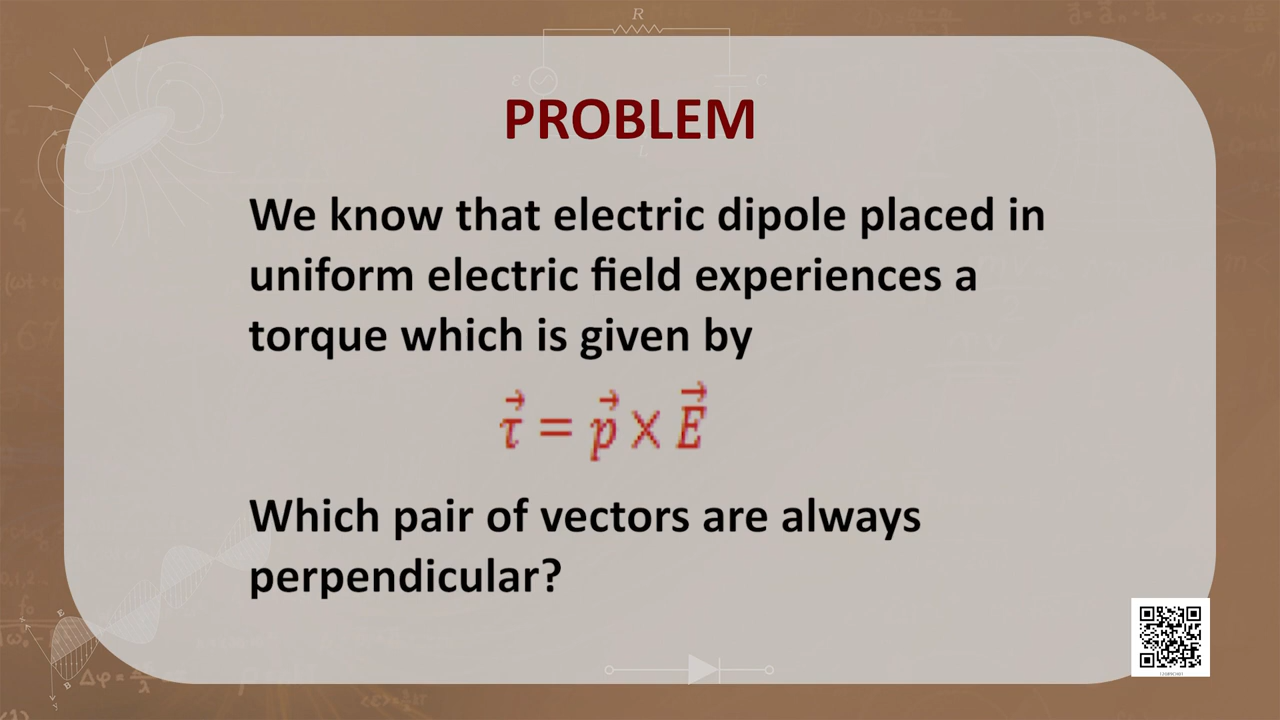 PROBLEM
We know that electric dipole placed in
uniform electric field experiences a
torque which is given by
τ⃗ = p⃗ × E⃗
Which pair of vectors are always
perpendicular?